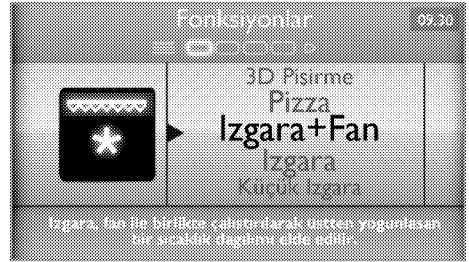 Fonksiyonlar
09.30
3D Pişirme
Pizza
Izgara+Fan
Izgara
Küçük Izgara
Izgara, fan ile birlikte çalıştırılarak üstten yoğunlaşan
bir sıcaklık dağılımı elde edilir.